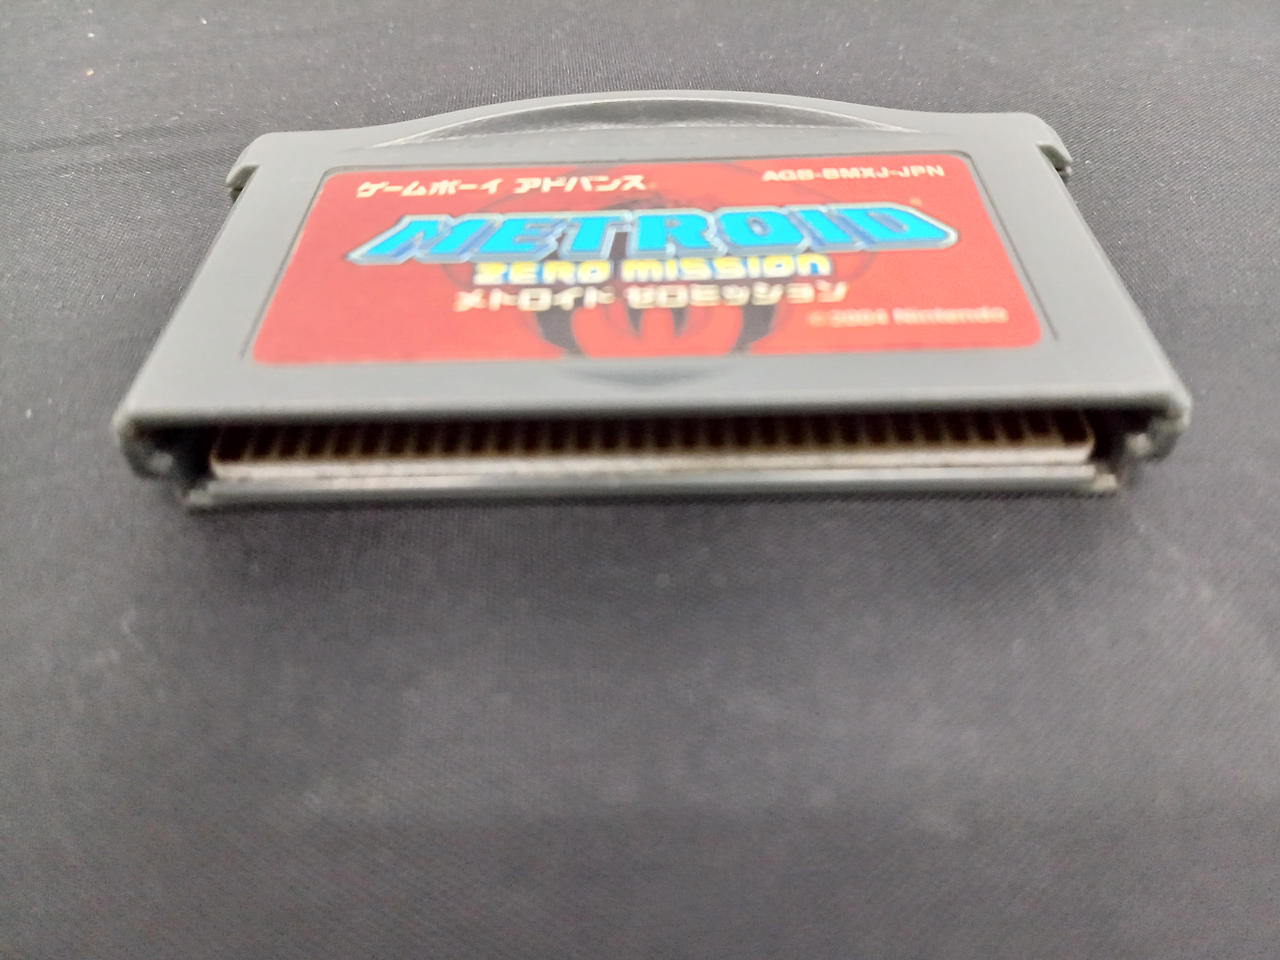 ゲームボーイ アドバンス
AGB-BMXJ-JPN
METROID
ZERO MISSION
メトロイド ゼロミッション
© 2004 Nintendo